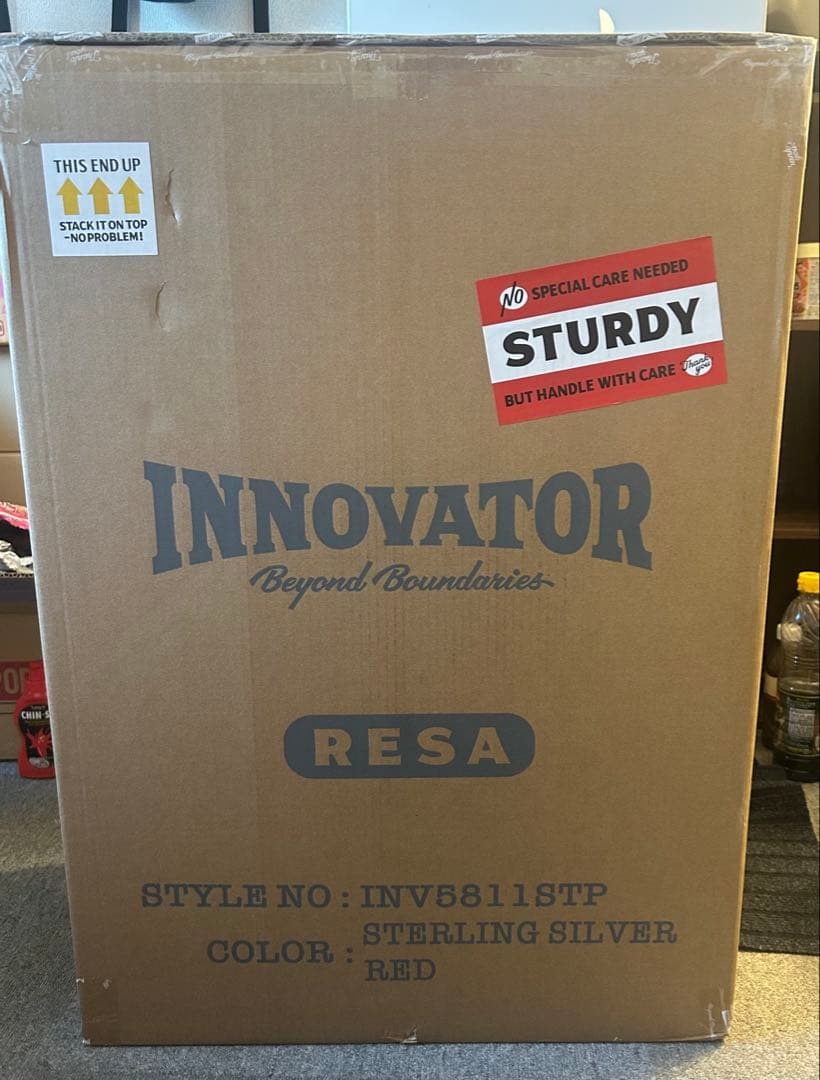 THIS END UP
STACK IT ON TOP
-NO PROBLEM!
NO SPECIAL CARE NEEDED
STURDY
BUT HANDLE WITH CARE Thank you
INNOVATOR
Beyond Boundaries
RESA
STYLE NO : INV5811STP
COLOR : STERLING SILVER
RED
CHIN-S